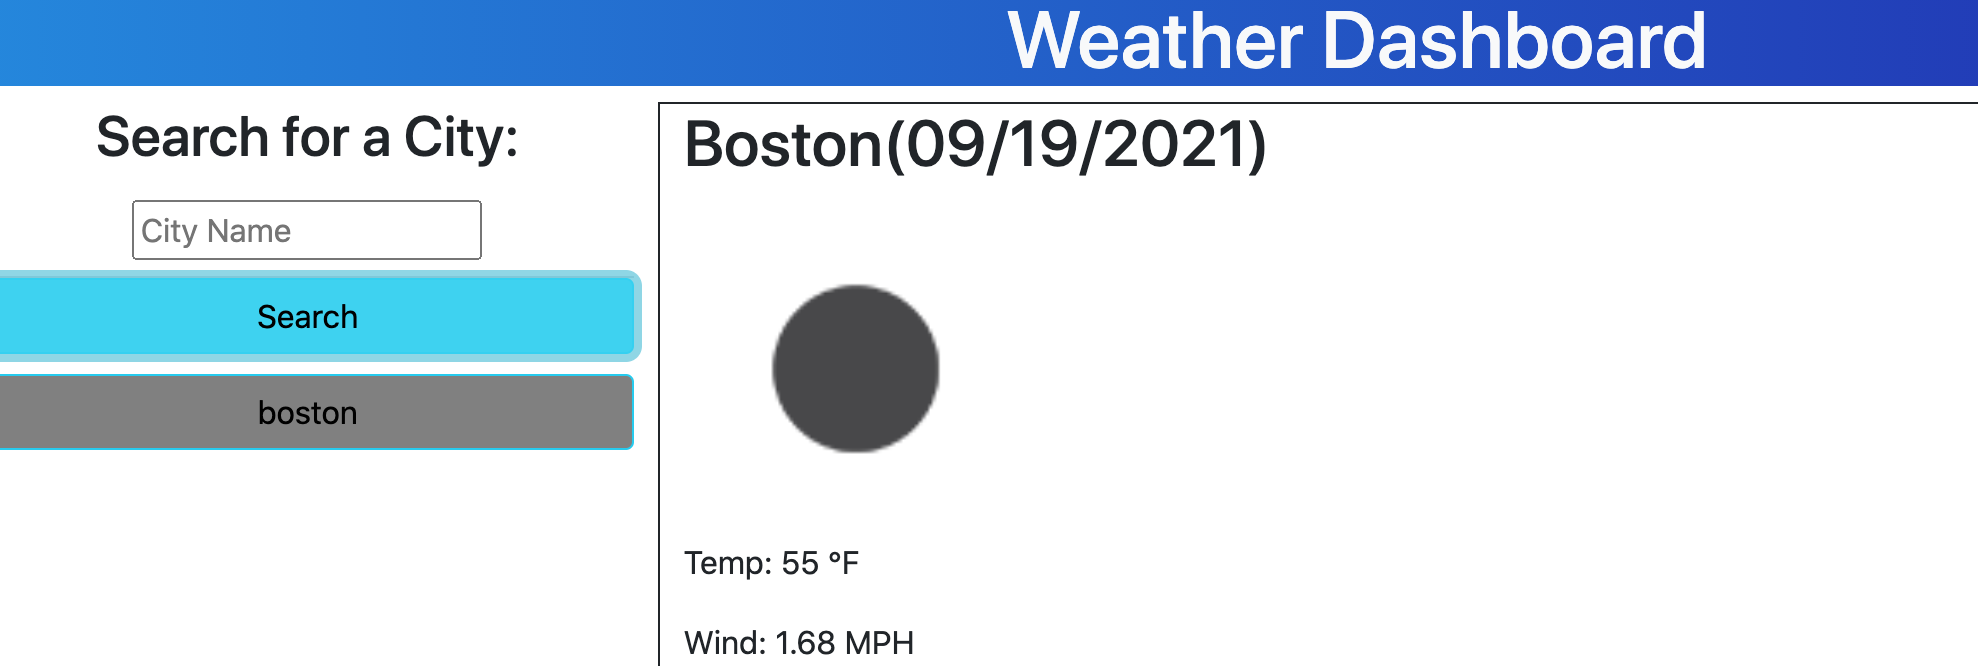 Weather Dashboard
Search for a City:
City Name
Search
boston
Boston(09/19/2021)
Temp: 55 °F
Wind: 1.68 MPH